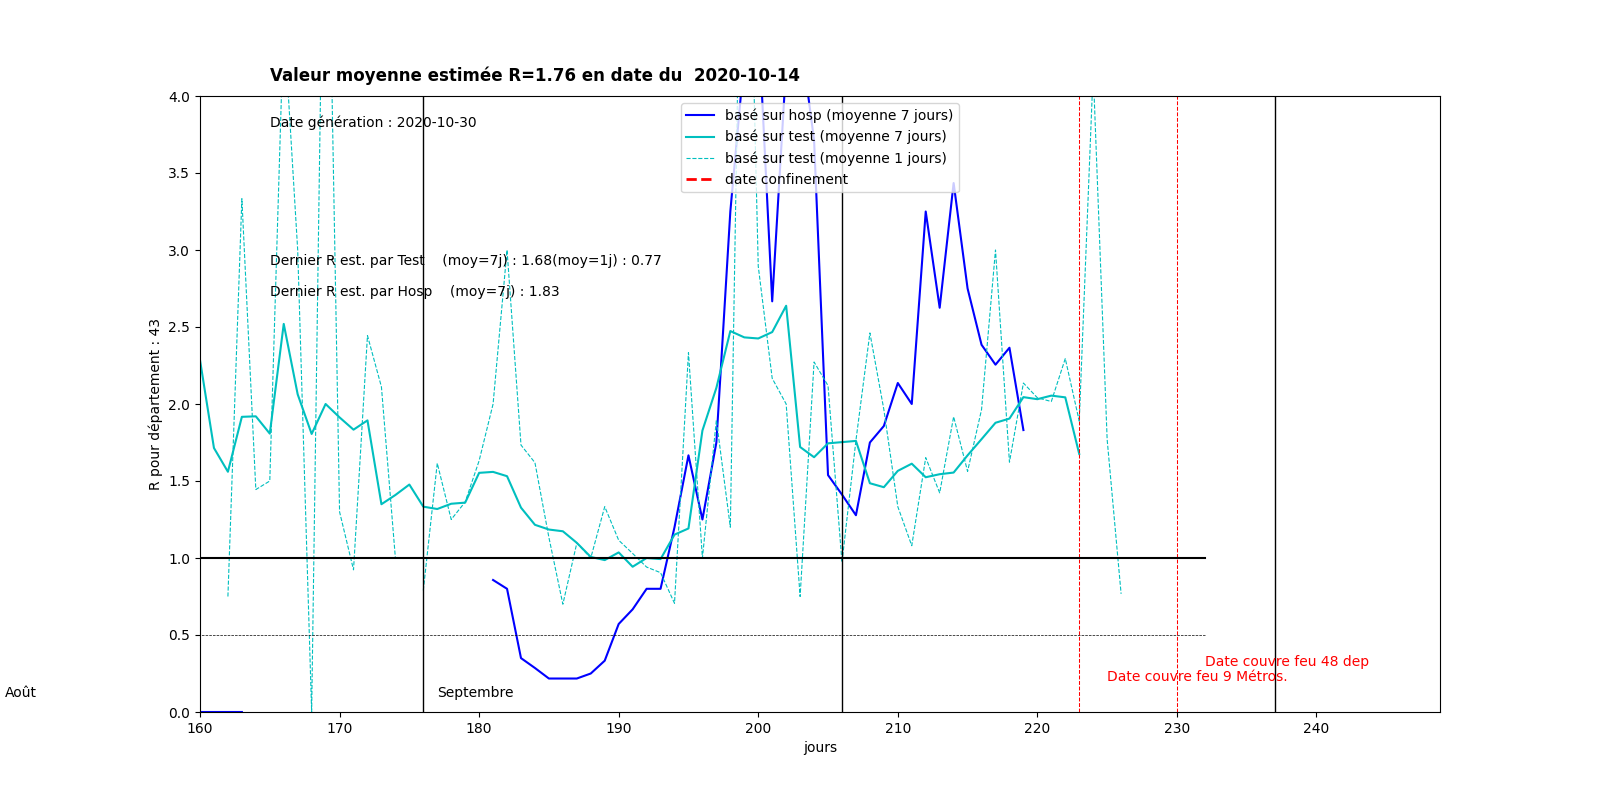 Valeur moyenne estimée R=1.76 en date du  2020-10-14
4.0
3.5
3.0
2.5
2.0
1.5
1.0
0.5
0.0
R pour département : 43
Date génération : 2020-10-30
basé sur hosp (moyenne 7 jours)
basé sur test (moyenne 7 jours)
basé sur test (moyenne 1 jours)
date confinement
Dernier R est. par Test    (moy=7j) : 1.68(moy=1j) : 0.77
Dernier R est. par Hosp    (moy=7j) : 1.83
Date couvre feu 48 dep
Date couvre feu 9 Métros.
Août
Septembre
160 170 180 190 200 210 220 230 240
jours